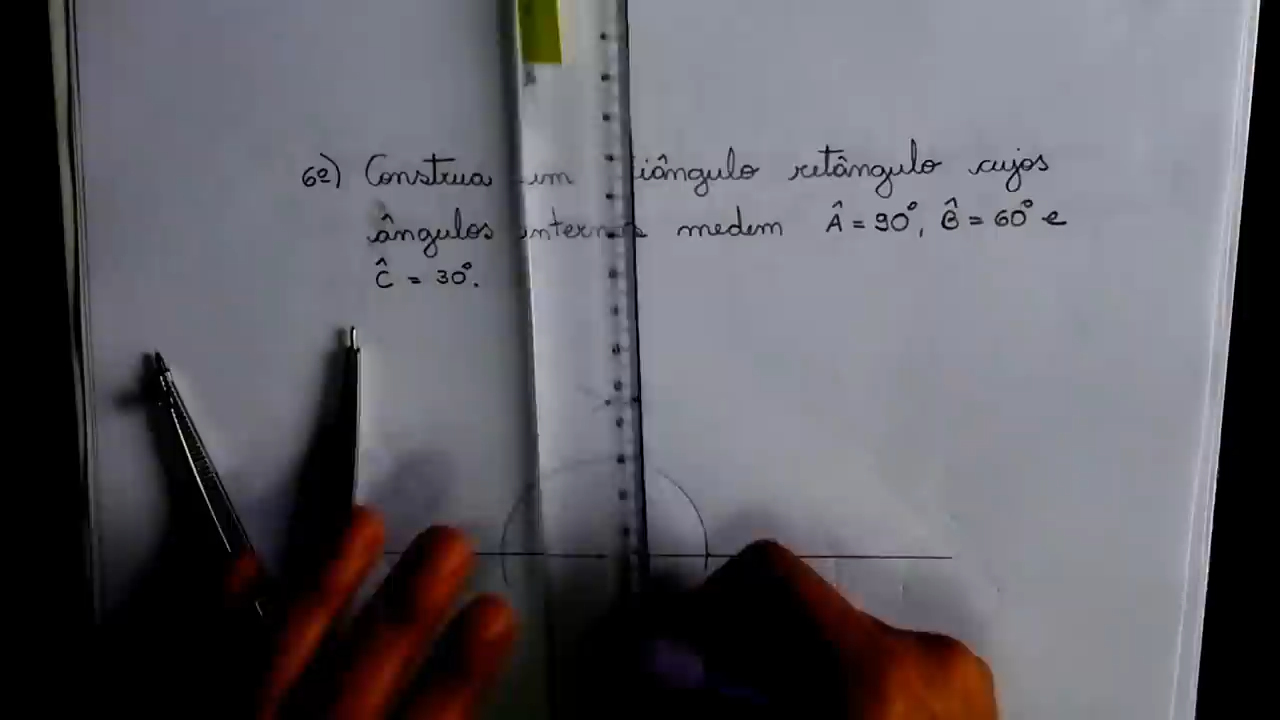 6º) Construa um triângulo retângulo cujos
ângulos internos medem Â = 90°, B̂ = 60° e
Ĉ = 30°.